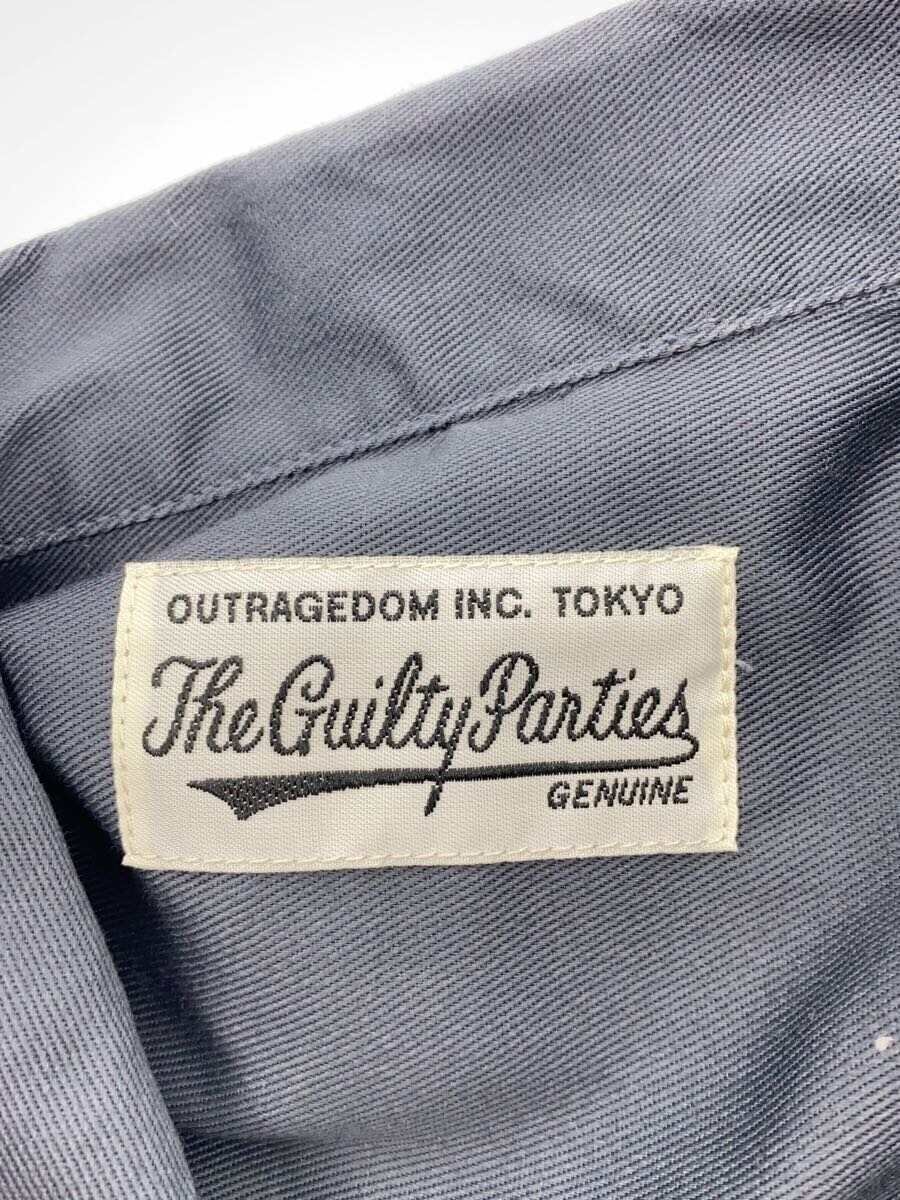 OUTRAGEDOM INC. TOKYO
The Guilty Parties
GENUINE